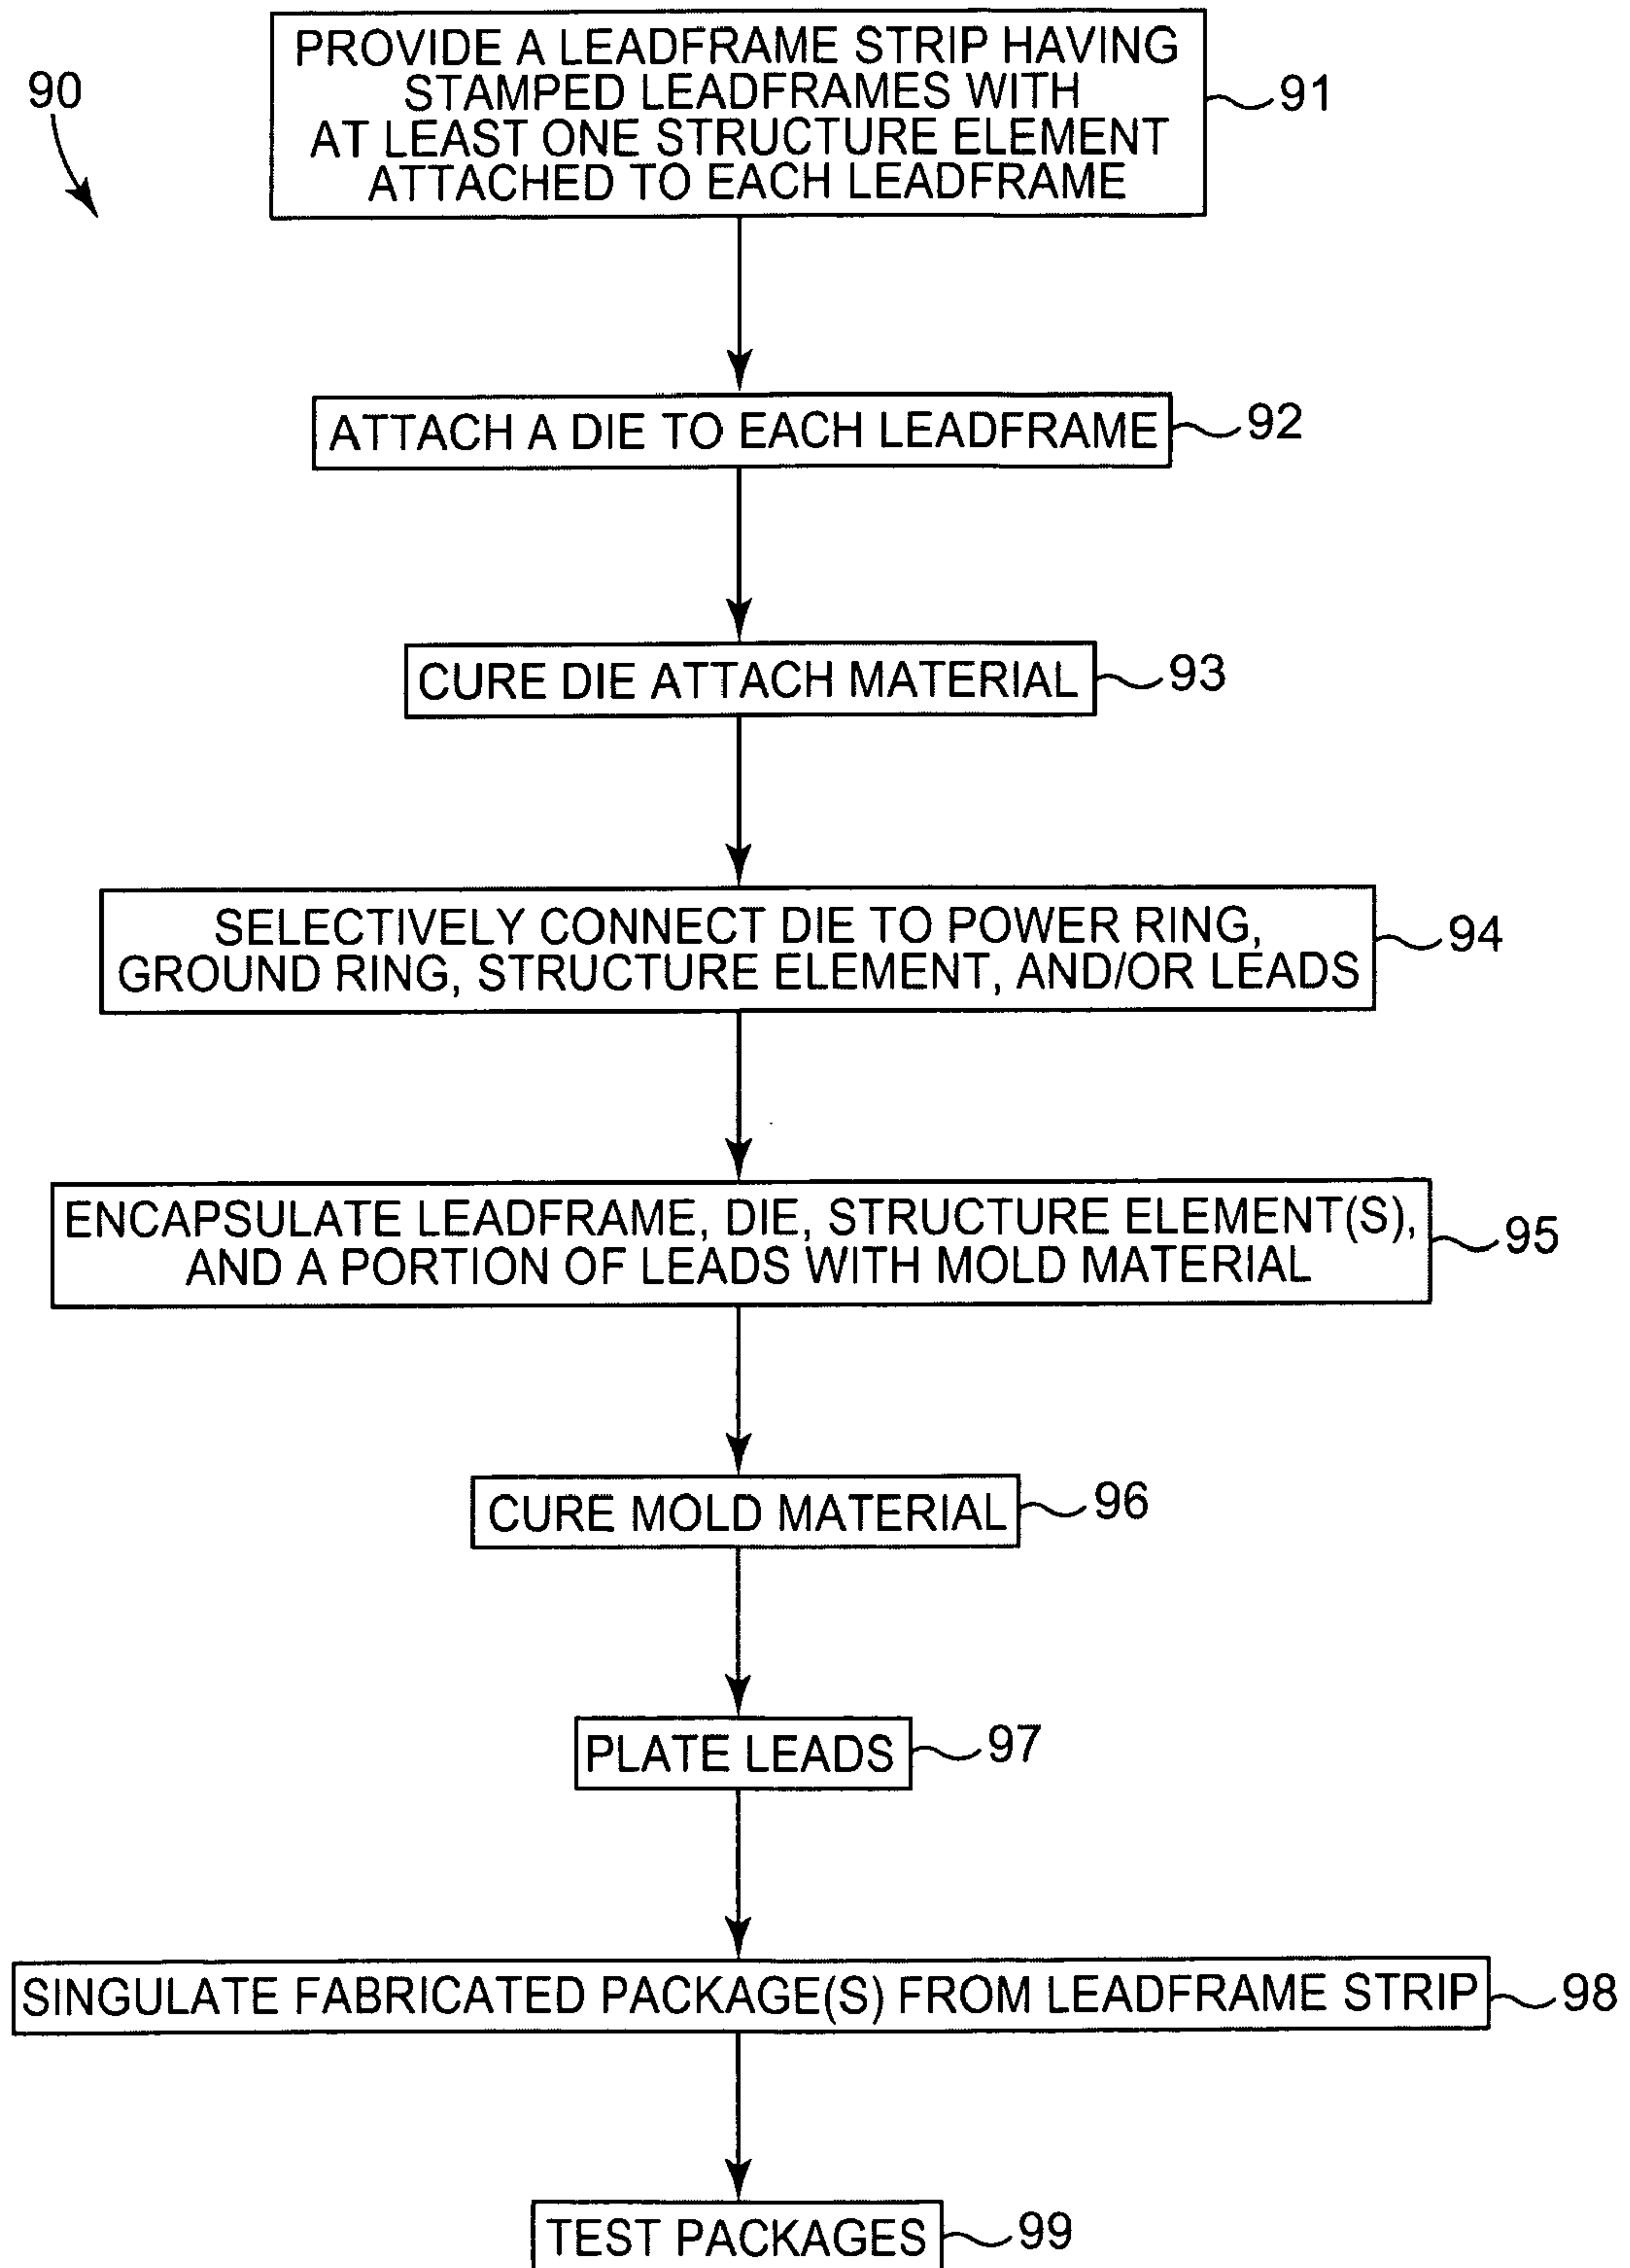 90
PROVIDE A LEADFRAME STRIP HAVING
STAMPED LEADFRAMES WITH
AT LEAST ONE STRUCTURE ELEMENT
ATTACHED TO EACH LEADFRAME
91
ATTACH A DIE TO EACH LEADFRAME
92
CURE DIE ATTACH MATERIAL
93
SELECTIVELY CONNECT DIE TO POWER RING,
GROUND RING, STRUCTURE ELEMENT, AND/OR LEADS
94
ENCAPSULATE LEADFRAME, DIE, STRUCTURE ELEMENT(S),
AND A PORTION OF LEADS WITH MOLD MATERIAL
95
CURE MOLD MATERIAL
96
PLATE LEADS
97
SINGULATE FABRICATED PACKAGE(S) FROM LEADFRAME STRIP
98
TEST PACKAGES
99